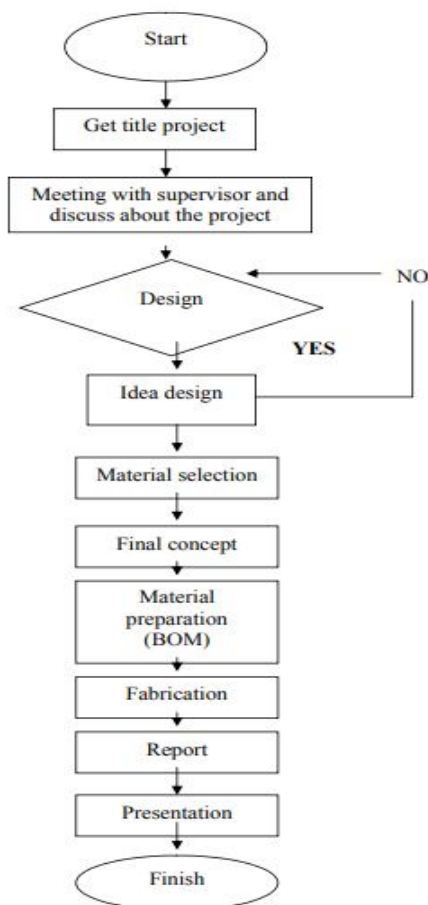 Start
Get title project
Meeting with supervisor and
discuss about the project
Design
NO
YES
Idea design
Material selection
Final concept
Material
preparation
(BOM)
Fabrication
Report
Presentation
Finish